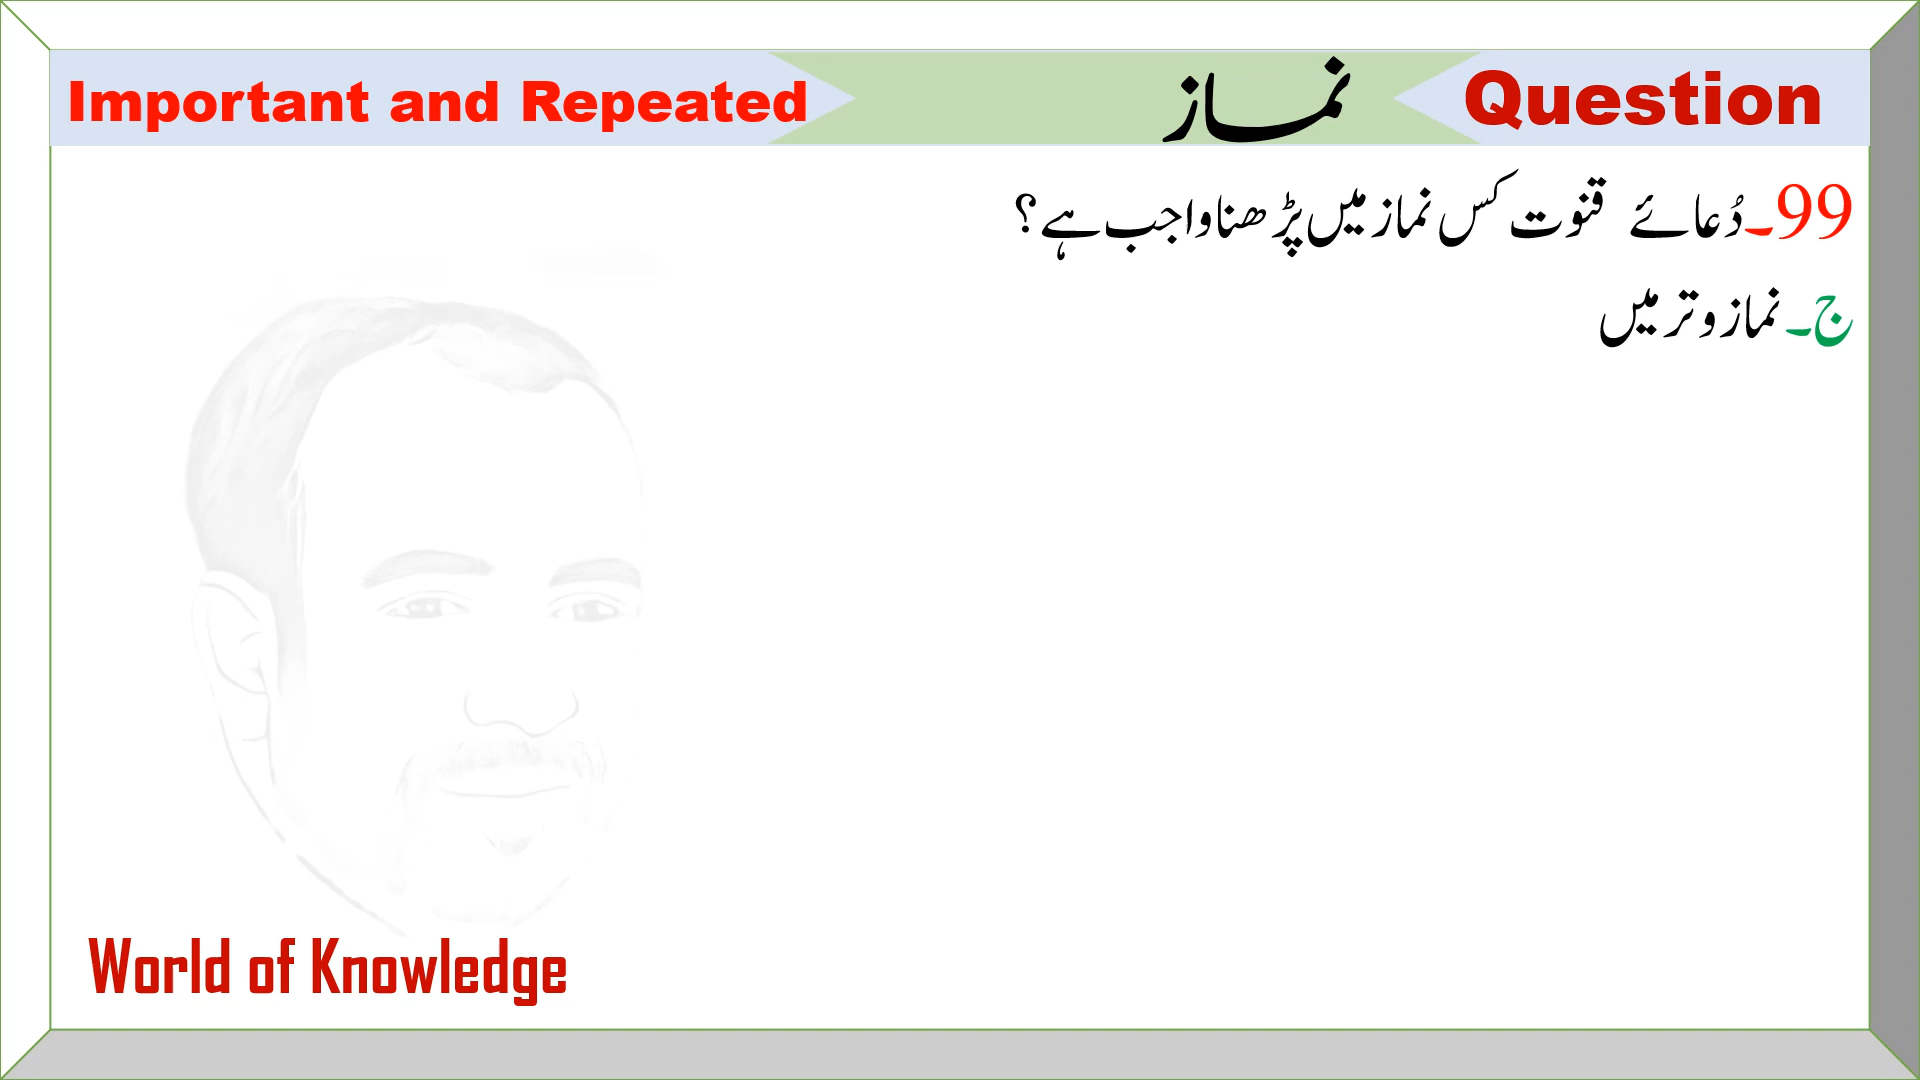 Important and Repeated نماز Question
99۔دُعائے قنوت کس نماز میں پڑھنا واجب ہے؟
ج۔نماز وتر میں
World of Knowledge